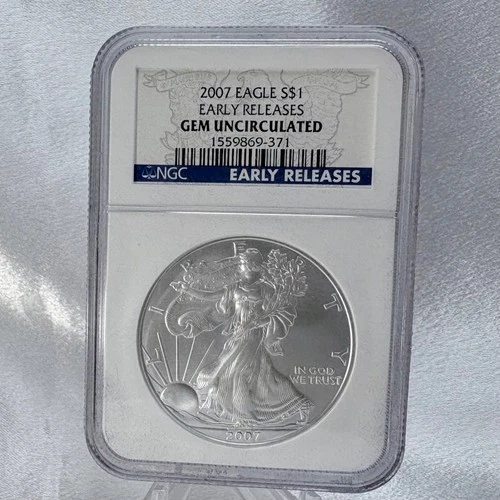 2007 EAGLE S$1
EARLY RELEASES
GEM UNCIRCULATED
1559869-371
NGC EARLY RELEASES
LIBERTY
IN GOD
WE TRUST
2007